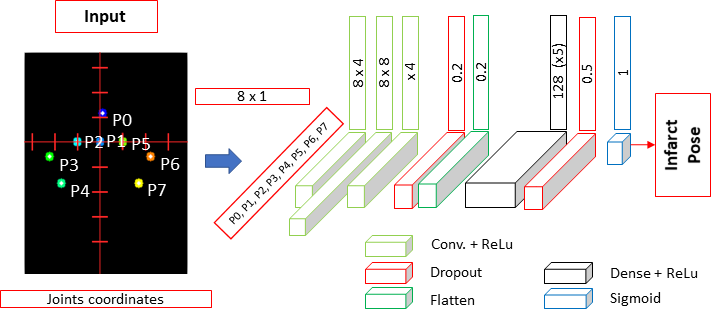 Input
8 x 1
P0
P2
P1
P5
P3
P6
P4
P7
Joints coordinates
P0, P1, P2, P3, P4, P5, P6, P7
8 x 4
8 x 8
x 4
0.2
0.2
128 (x5)
0.5
1
Infarct
Pose
Conv. + ReLu
Dropout
Flatten
Dense + ReLu
Sigmoid